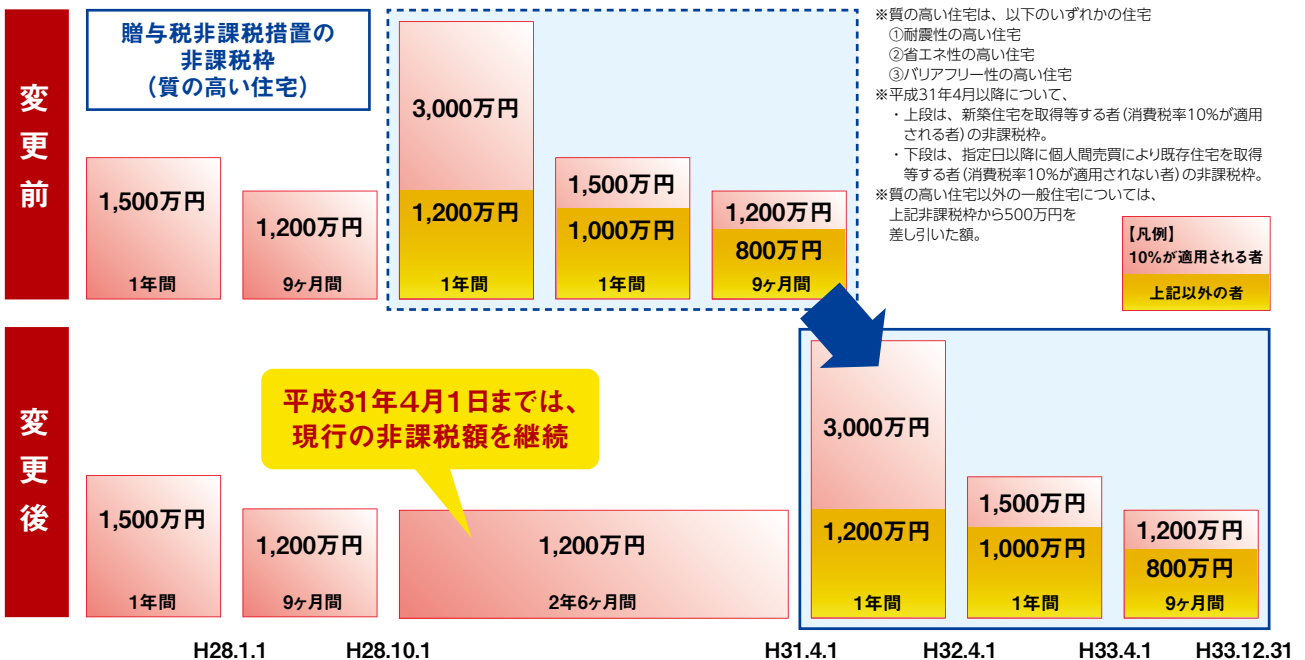 変更前
贈与税非課税措置の
非課税枠
（質の高い住宅）
1,500万円
1年間
1,200万円
9ヶ月間
3,000万円
1,200万円
1年間
1,500万円
1,000万円
1年間
1,200万円
800万円
9ヶ月間
※質の高い住宅は、以下のいずれかの住宅
①耐震性の高い住宅
②省エネ性の高い住宅
③バリアフリー性の高い住宅
※平成31年4月以降について、
・上段は、新築住宅を取得等する者（消費税率10%が適用
される者）の非課税枠。
・下段は、指定日以降に個人間売買により既存住宅を取得
等する者（消費税率10%が適用されない者）の非課税枠。
※質の高い住宅以外の一般住宅については、
上記非課税枠から500万円を
差し引いた額。
【凡例】
10%が適用される者
上記以外の者
変更後
平成31年4月1日までは、
現行の非課税額を継続
1,500万円
1年間
1,200万円
9ヶ月間
1,200万円
2年6ヶ月間
3,000万円
1,200万円
1年間
1,500万円
1,000万円
1年間
1,200万円
800万円
9ヶ月間
H28.1.1
H28.10.1
H31.4.1
H32.4.1
H33.4.1
H33.12.31